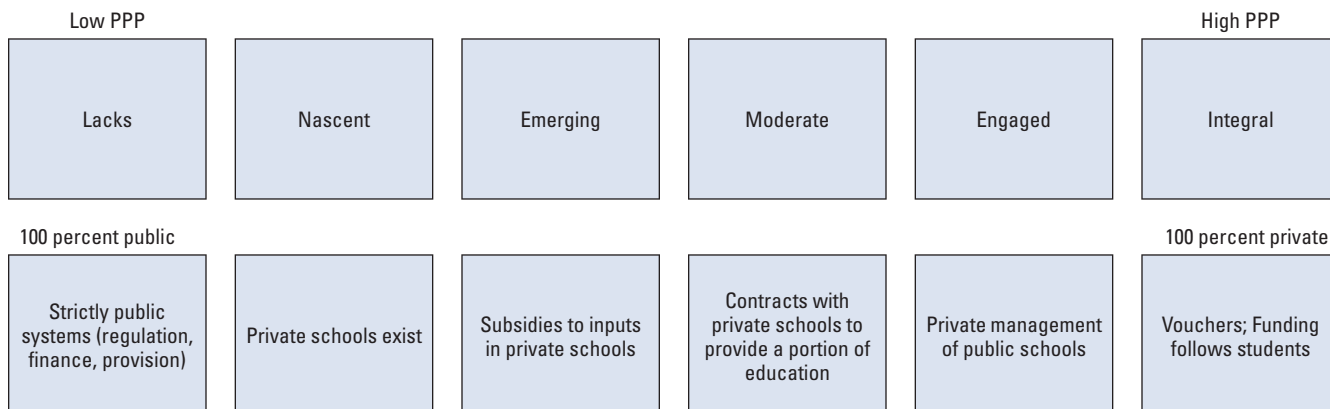 Low PPP
High PPP
Lacks
Nascent
Emerging
Moderate
Engaged
Integral
100 percent public
100 percent private
Strictly public
systems (regulation,
finance, provision)
Private schools exist
Subsidies to inputs
in private schools
Contracts with
private schools to
provide a portion of
education
Private management
of public schools
Vouchers; Funding
follows students